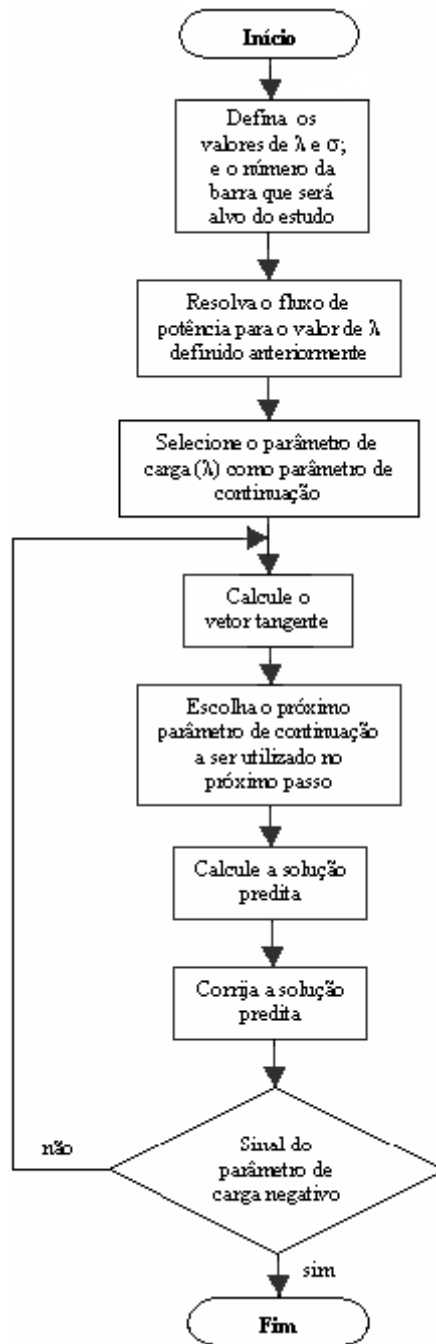 Início
Defina os
valores de λ e σ;
e o número da
barra que será
alvo do estudo
Resolva o fluxo de
potência para o valor de λ
definido anteriormente
Selecione o parâmetro de
carga (λ) como parâmetro de
continuação
Calcule o
vetor tangente
Escolha o próximo
parâmetro de continuação
a ser utilizado no
próximo passo
Calcule a solução
predita
Corrija a solução
predita
não
Sinal do
parâmetro de
carga negativo
sim
Fim